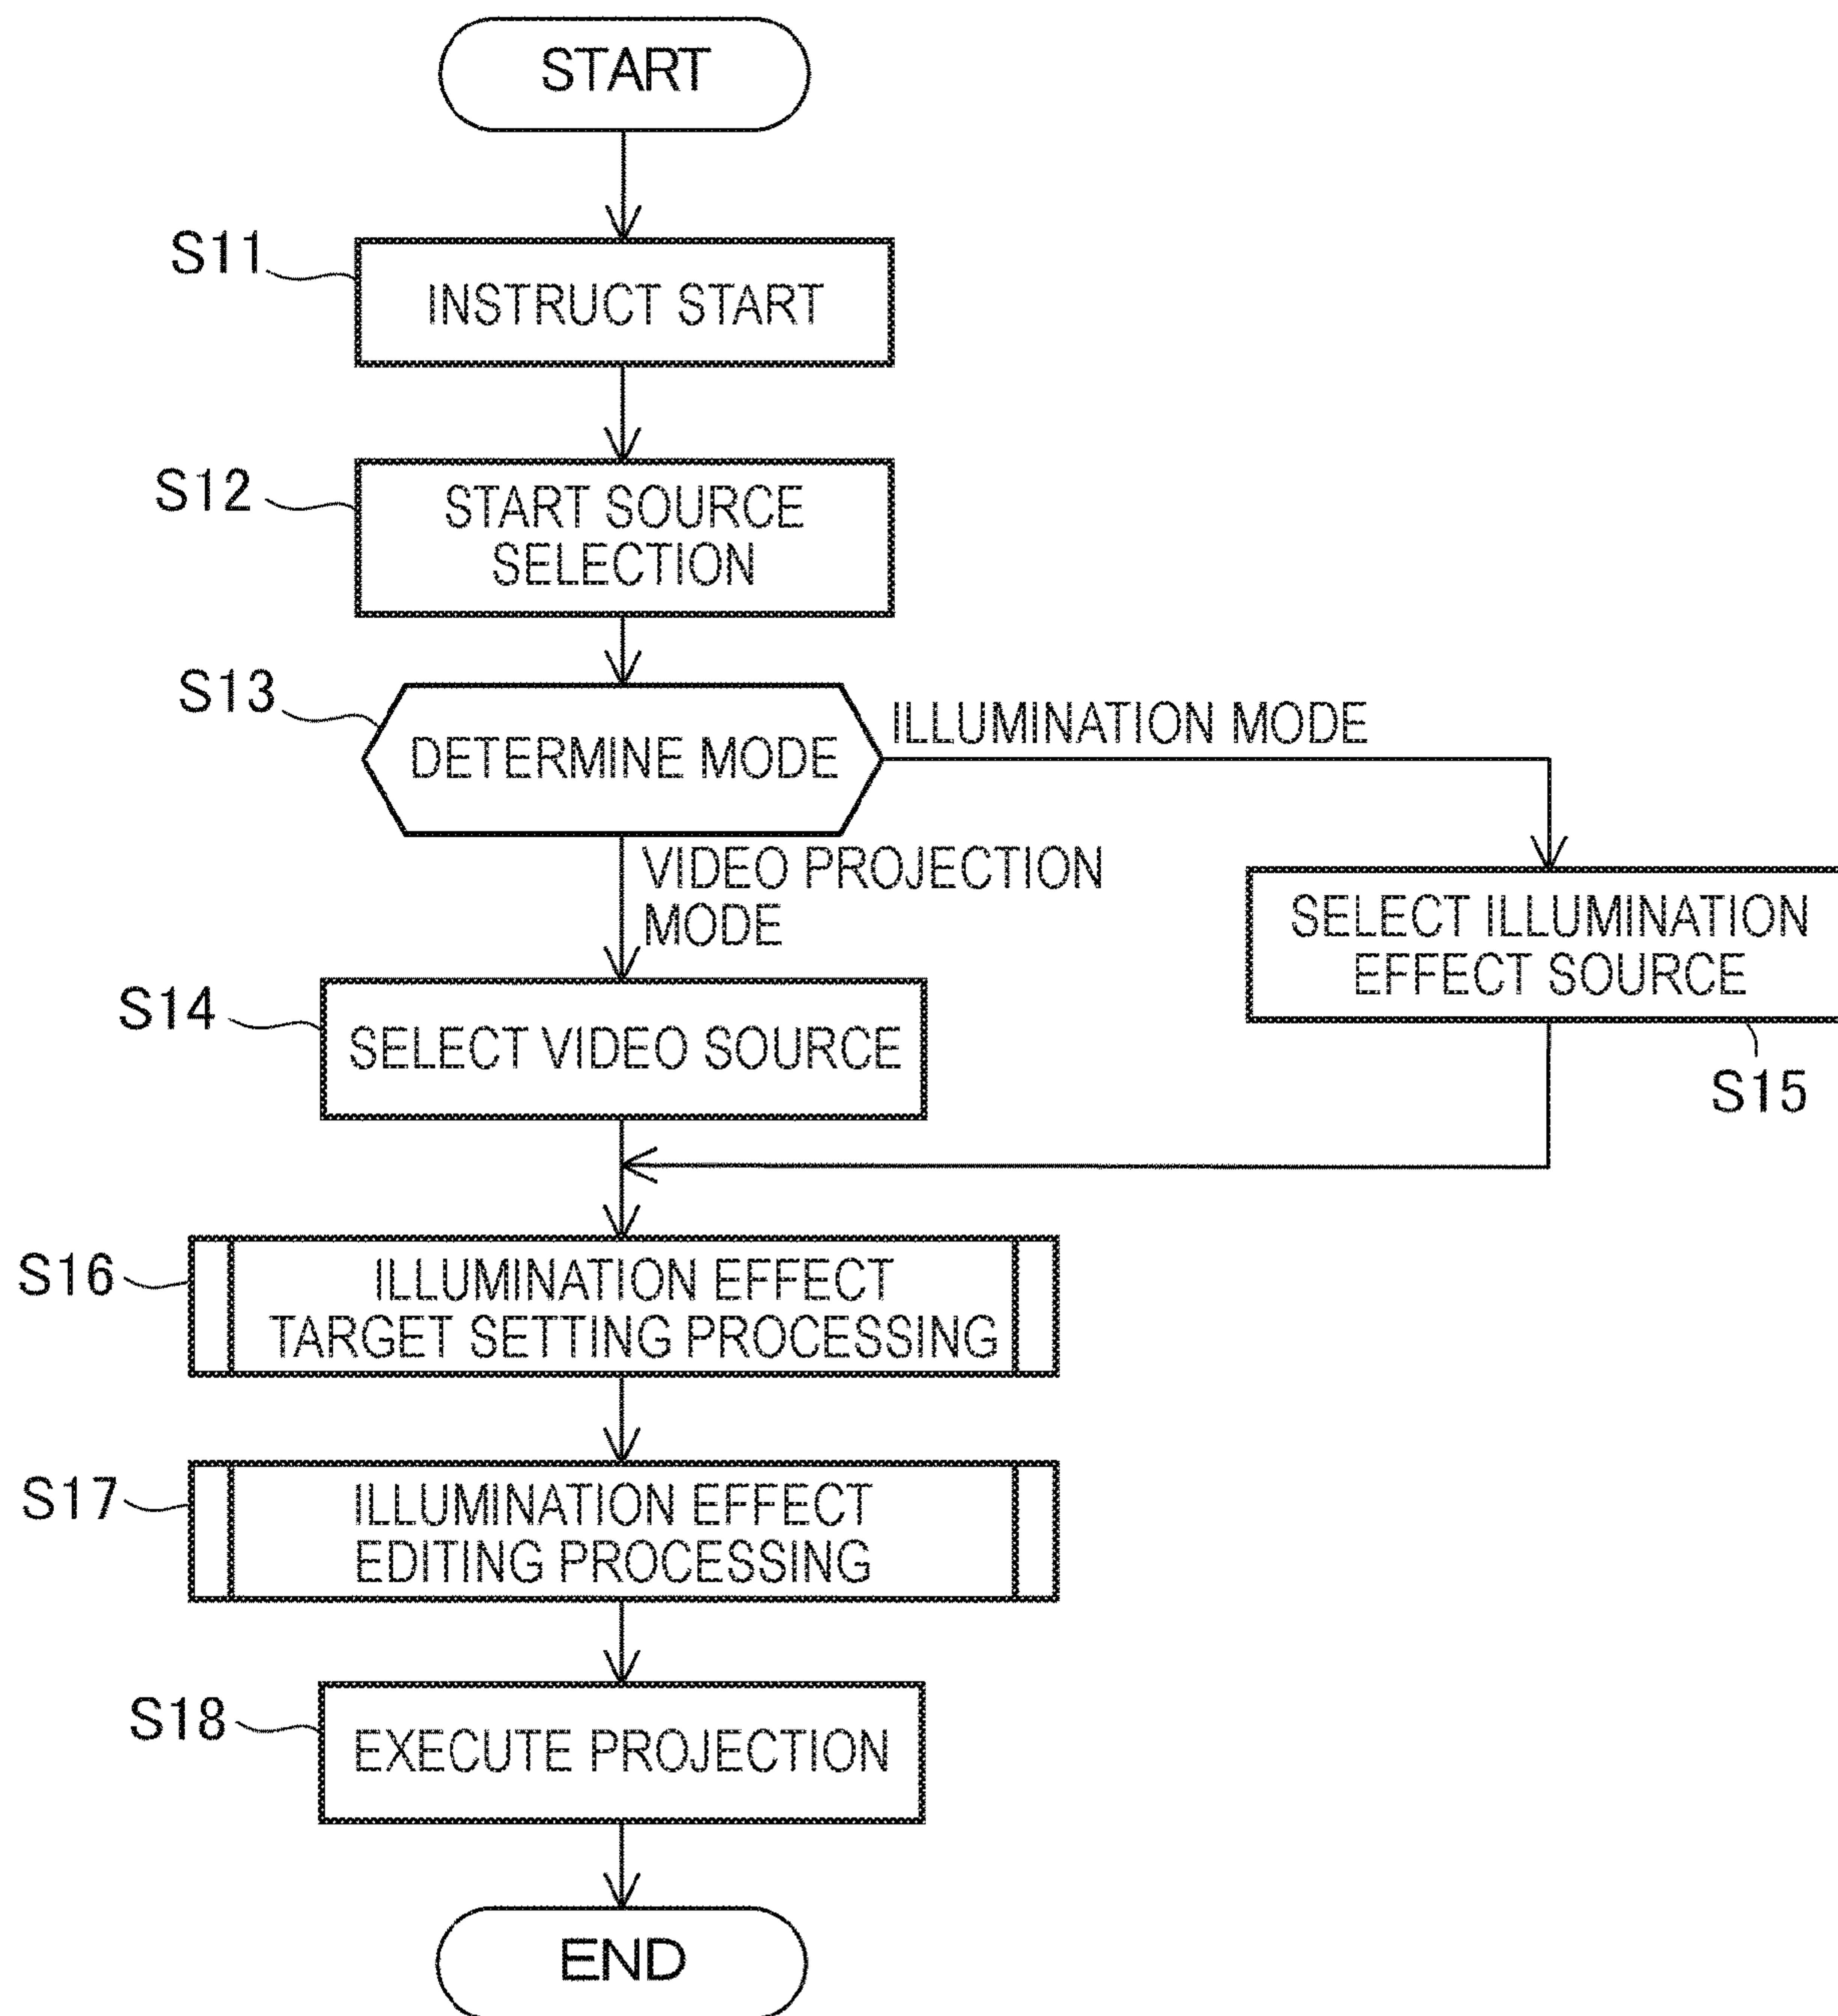 START
S11
INSTRUCT START
S12
START SOURCE
SELECTION
S13
DETERMINE MODE
ILLUMINATION MODE
VIDEO PROJECTION
MODE
SELECT ILLUMINATION
EFFECT SOURCE
S15
S14
SELECT VIDEO SOURCE
S16
ILLUMINATION EFFECT
TARGET SETTING PROCESSING
S17
ILLUMINATION EFFECT
EDITING PROCESSING
S18
EXECUTE PROJECTION
END